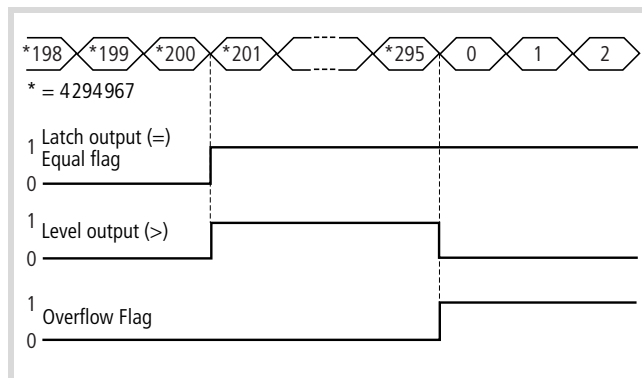 *198 *199 *200 *201 *295 0 1 2
* = 4294967
Latch output (=)
1
Equal flag
0
1
Level output (>)
0
1
Overflow Flag
0